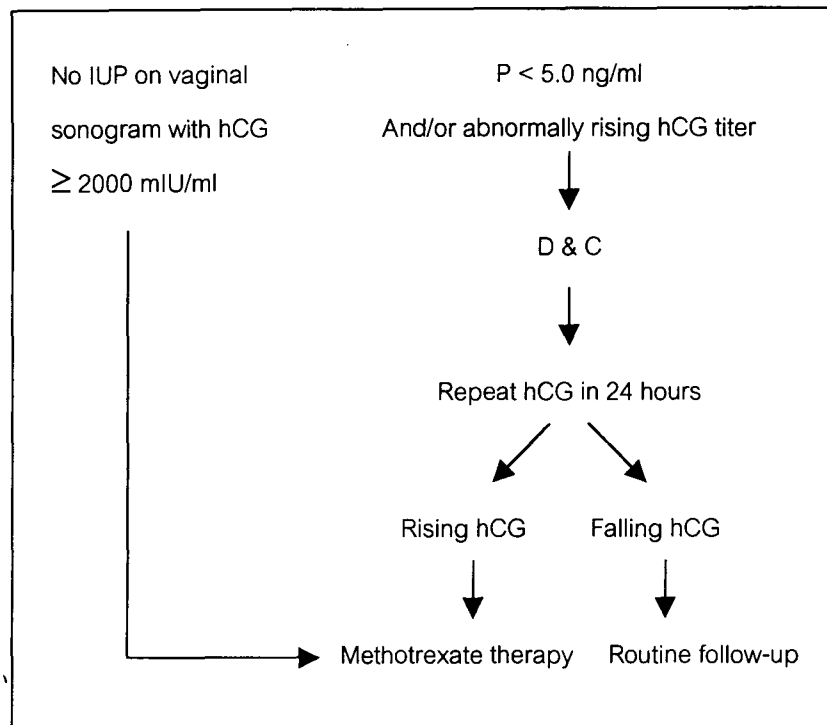 No IUP on vaginal
sonogram with hCG
≥ 2000 mIU/ml
P < 5.0 ng/ml
And/or abnormally rising hCG titer
D & C
Repeat hCG in 24 hours
Rising hCG
Falling hCG
Methotrexate therapy
Routine follow-up